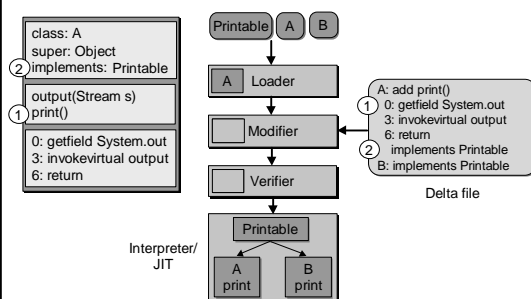 class: A
super: Object
2 implements: Printable
output(Stream s)
1 print()
0: getfield System.out
3: invokevirtual output
6: return
Printable A B
A Loader
Modifier
Verifier
Interpreter/
JIT
Printable
A
print
B
print
A: add print()
1 0: getfield System.out
3: invokevirtual output
6: return
2 implements Printable
B: implements Printable
Delta file